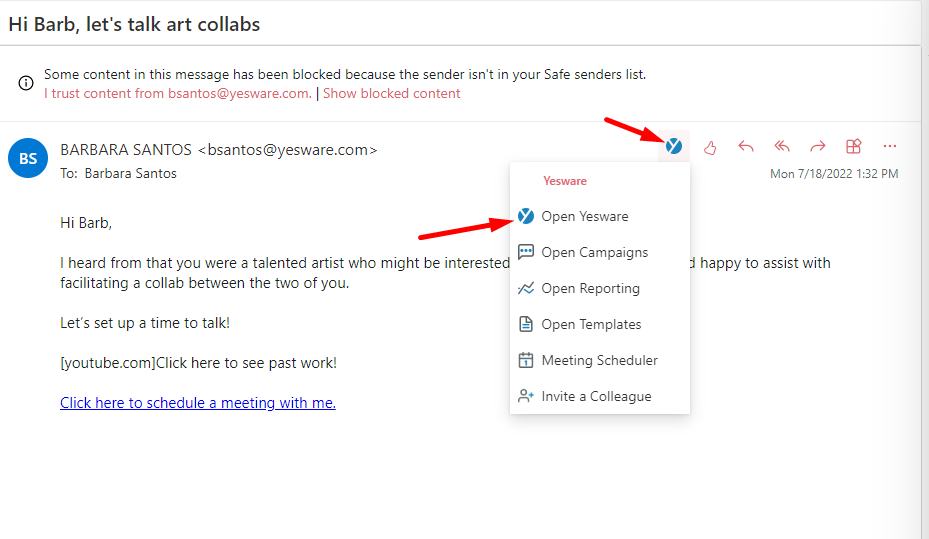 Hi Barb, let's talk art collabs
Some content in this message has been blocked because the sender isn't in your Safe senders list.
I trust content from bsantos@yesware.com. | Show blocked content
BS
BARBARA SANTOS <bsantos@yesware.com>
To: Barbara Santos
Mon 7/18/2022 1:32 PM
Yesware
Open Yesware
Open Campaigns
Open Reporting
Open Templates
Meeting Scheduler
Invite a Colleague
Hi Barb,
I heard from that you were a talented artist who might be interested happy to assist with
facilitating a collab between the two of you.
Let's set up a time to talk!
[youtube.com]Click here to see past work!
Click here to schedule a meeting with me.